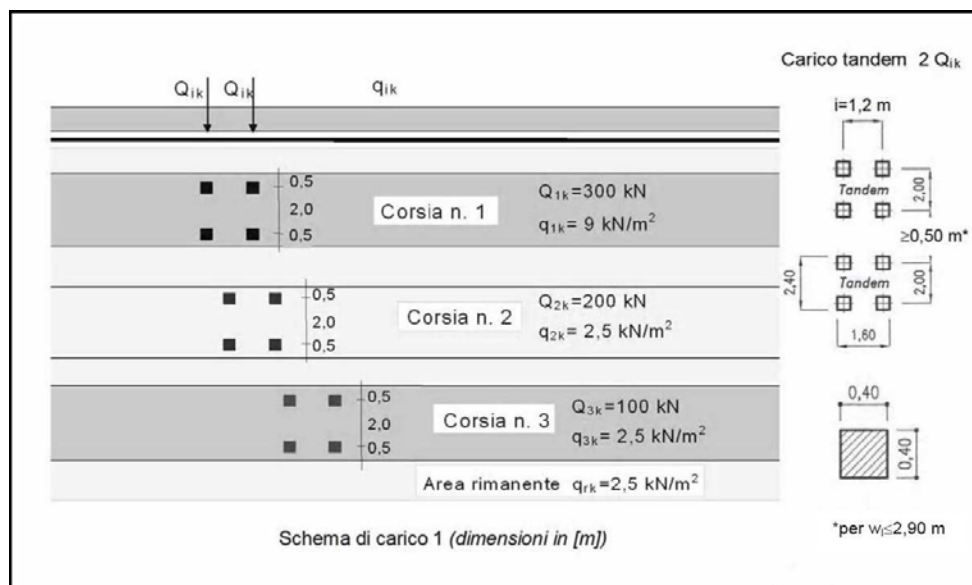 Carico tandem 2 Qik
Qik Qik qik
i=1,2 m
0,5
2,0
0,5
Corsia n. 1
Q1k=300 kN
q1k= 9 kN/m²
Tandem
2,00
≥0,50 m*
0,5
2,0
0,5
Corsia n. 2
Q2k=200 kN
q2k= 2,5 kN/m²
2,40
Tandem
2,00
1,60
0,5
2,0
0,5
Corsia n. 3
Q3k=100 kN
q3k= 2,5 kN/m²
0,40
0,40
Area rimanente qrk=2,5 kN/m²
Schema di carico 1 (dimensioni in [m])
*per wl≤2,90 m